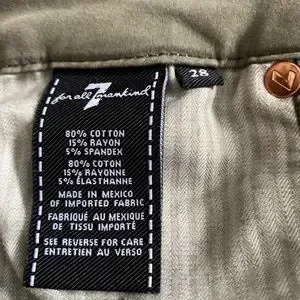 7
for all mankind
28
80% COTTON
15% RAYON
5% SPANDEX
80% COTON
15% RAYONNE
5% ÉLASTHANNE
MADE IN MEXICO
OF IMPORTED FABRIC
FABRIQUÉ AU MEXIQUE
DE TISSU IMPORTÉ
SEE REVERSE FOR CARE
ENTRETIEN AU VERSO